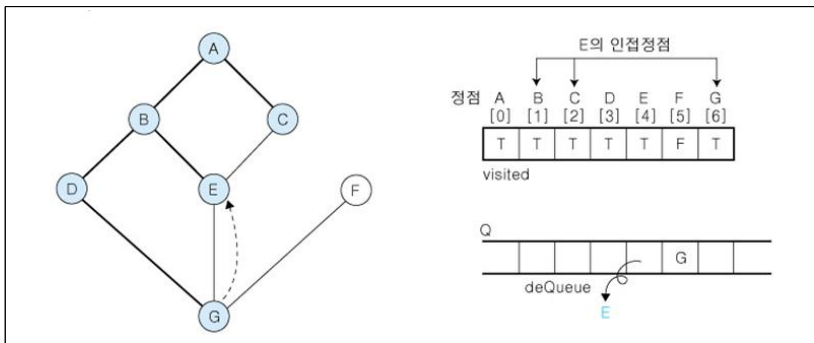 A
B
C
D
E
F
G
E의 인접정점
정점 A B C D E F G
[0] [1] [2] [3] [4] [5] [6]
T T T T T F T
visited
Q
G
deQueue
E